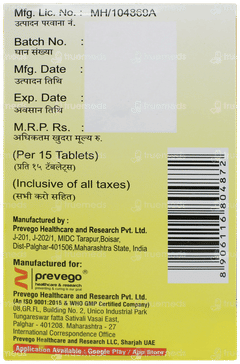 Mfg. Lic. No. : MH/104869A
उत्पादन परवाना नं.
Batch No. :
घान संख्या
Mfg. Date :
उत्पादन तिथि
Exp. Date :
अवसान तिथि
M.R.P. Rs. :
अधिकतम खुदरा मूल्य रु.
(Per 15 Tablets)
(प्रति १५ टॅबलेट्स)
(Inclusive of all taxes)
(सभी करो सहित)
8906116804872
Manufactured by :
Prevego Healthcare and Research Pvt. Ltd.
J-201, J-202/1, MIDC Tarapur,Boisar,
Dist-Palghar-401506,Maharashtra State, India
Manufactured for:
prevego
healthcare & research
Prevego Healthcare and Research Pvt. Ltd.
(An ISO 9001:2015 & WHO GMP Certified Company)
08,GR.FL, Building No. 2, Unico Industrial Park
Tungareswar fatta Sativali Vasai East,
Palghar - 401208. Maharashtra - 27
International Correspondence Office
Prevego Healthcare and Research LLC, Sharjah UAE
Application Available : Google Play / App Store